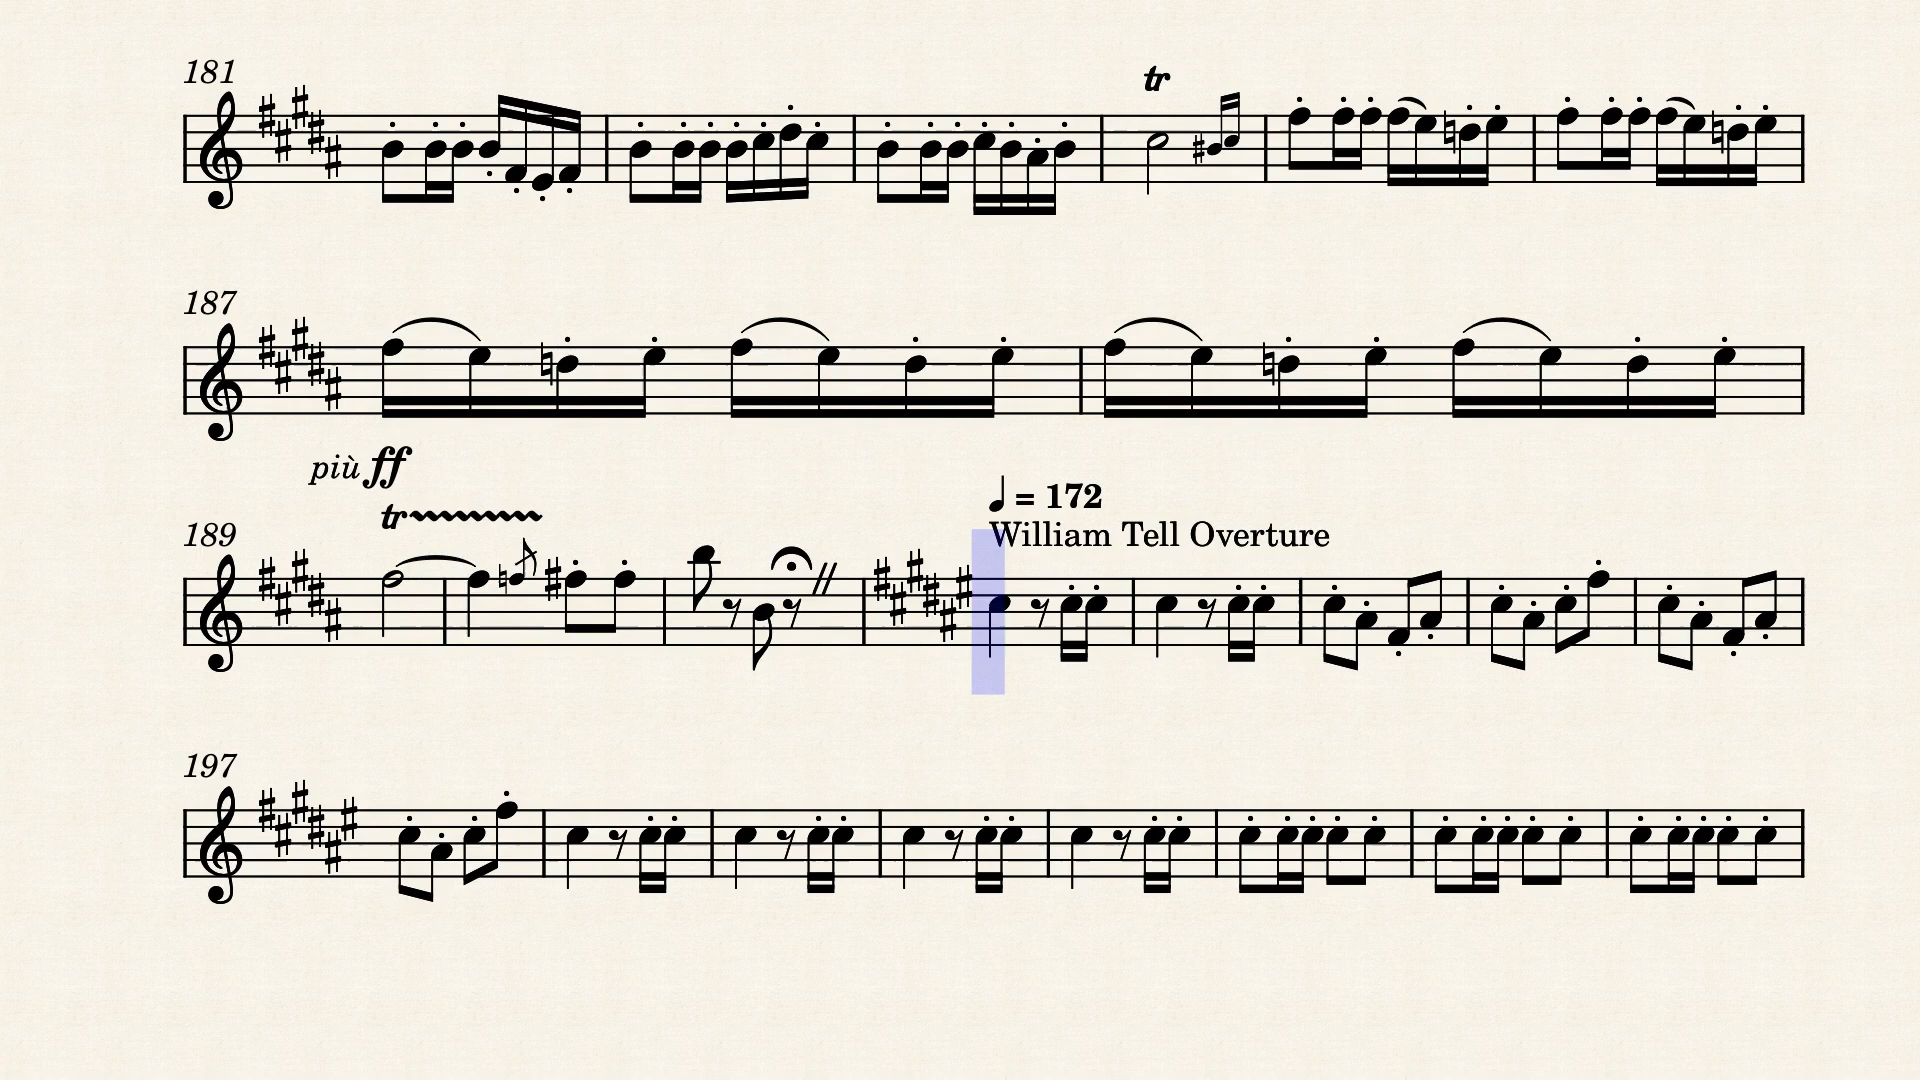 181
tr
187
più ff
♩ = 172
tr
William Tell Overture
189
197